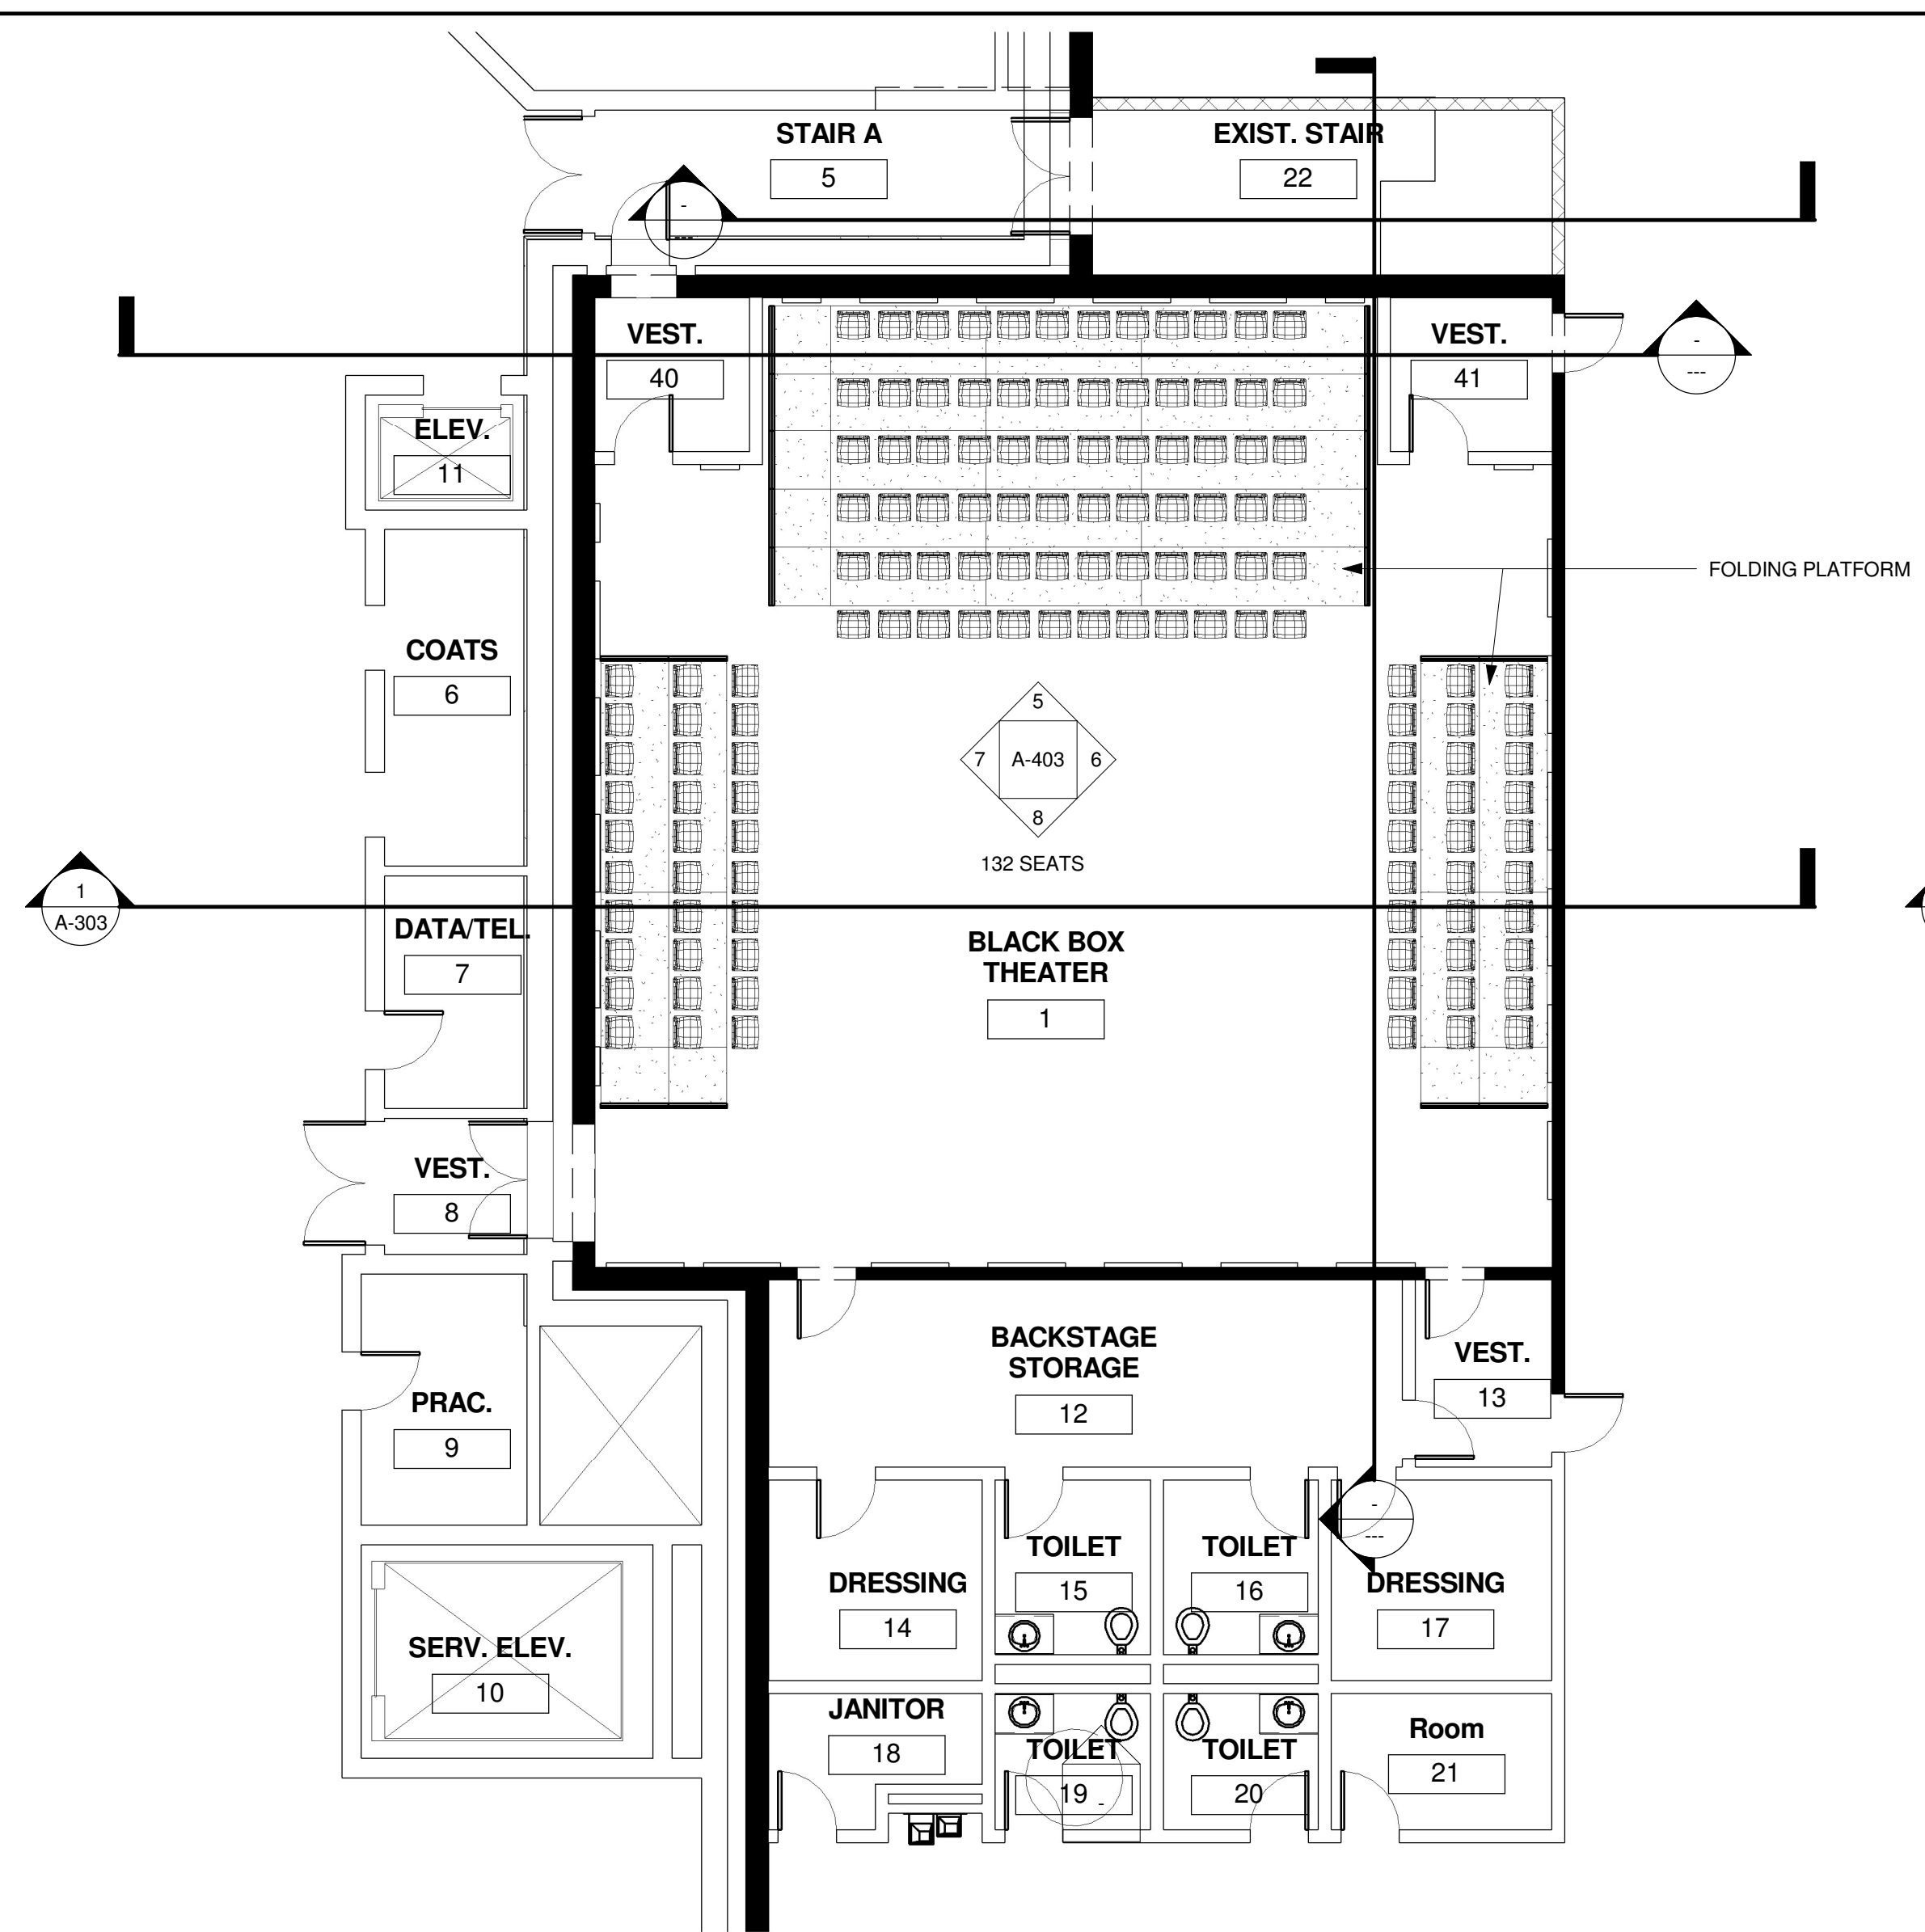 STAIR A
5
EXIST. STAIR
22
-
---
VEST.
40
VEST.
41
-
---
ELEV.
11
FOLDING PLATFORM
COATS
6
5
7
A-403
6
8
132 SEATS
1
A-303
DATA/TEL.
7
BLACK BOX
THEATER
1
VEST.
8
BACKSTAGE
STORAGE
12
VEST.
13
PRAC.
9
-
---
TOILET
15
TOILET
16
DRESSING
14
DRESSING
17
SERV. ELEV.
10
JANITOR
18
TOILET
19
-
-
TOILET
20
Room
21